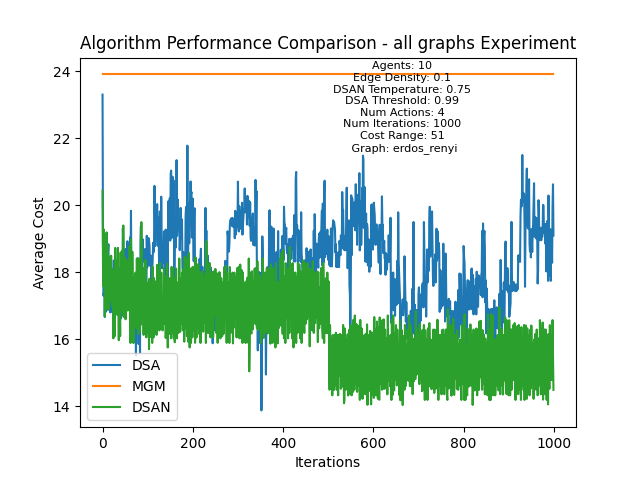 Algorithm Performance Comparison - all graphs Experiment
Agents: 10
Edge Density: 0.1
DSAN Temperature: 0.75
DSA Threshold: 0.99
Num Actions: 4
Num Iterations: 1000
Cost Range: 51
Graph: erdos_renyi
24
22
20
18
16
14
Average Cost
DSA
MGM
DSAN
0
200
400
600
800
1000
Iterations